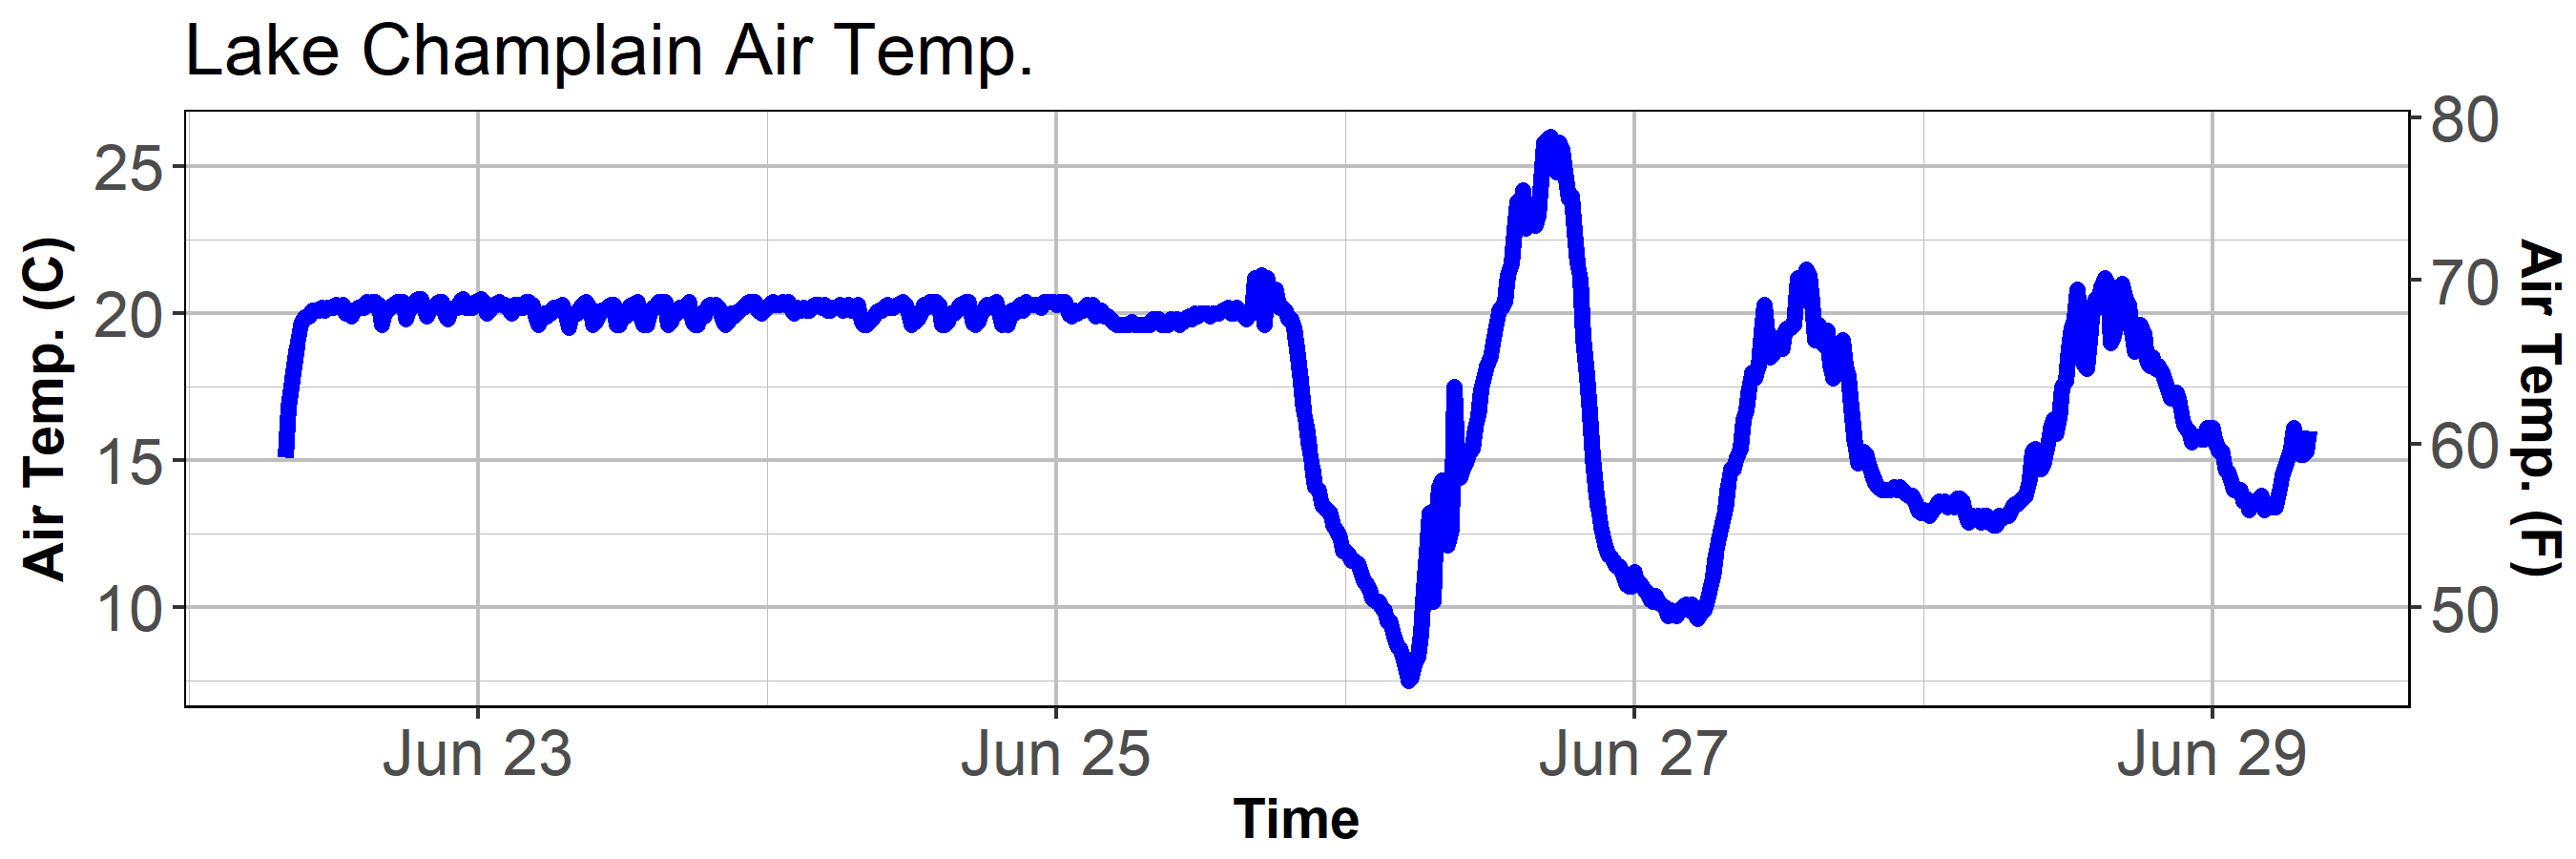 Lake Champlain Air Temp.
Air Temp. (C)
25
20
15
10
80
70
60
50
Air Temp. (F)
Jun 23
Jun 25
Jun 27
Jun 29
Time